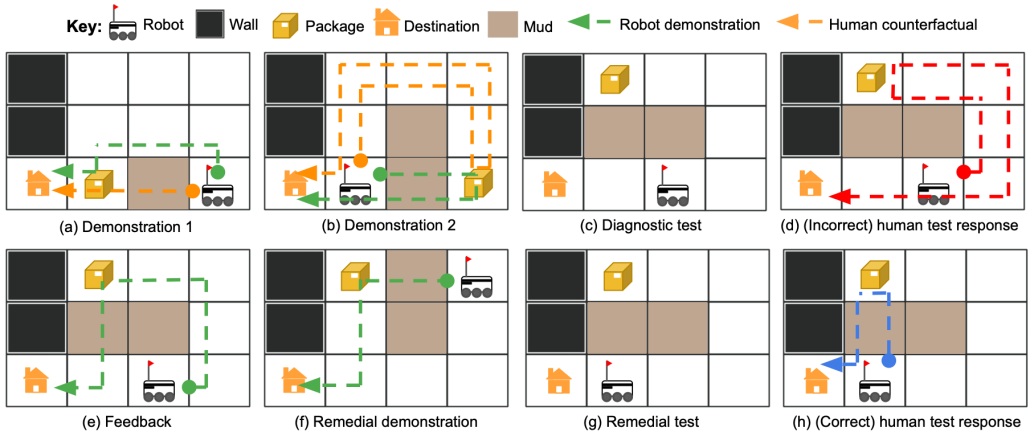 Key: Robot Wall Package Destination Mud Robot demonstration Human counterfactual
(a) Demonstration 1 (b) Demonstration 2 (c) Diagnostic test (d) (Incorrect) human test response
(e) Feedback (f) Remedial demonstration (g) Remedial test (h) (Correct) human test response